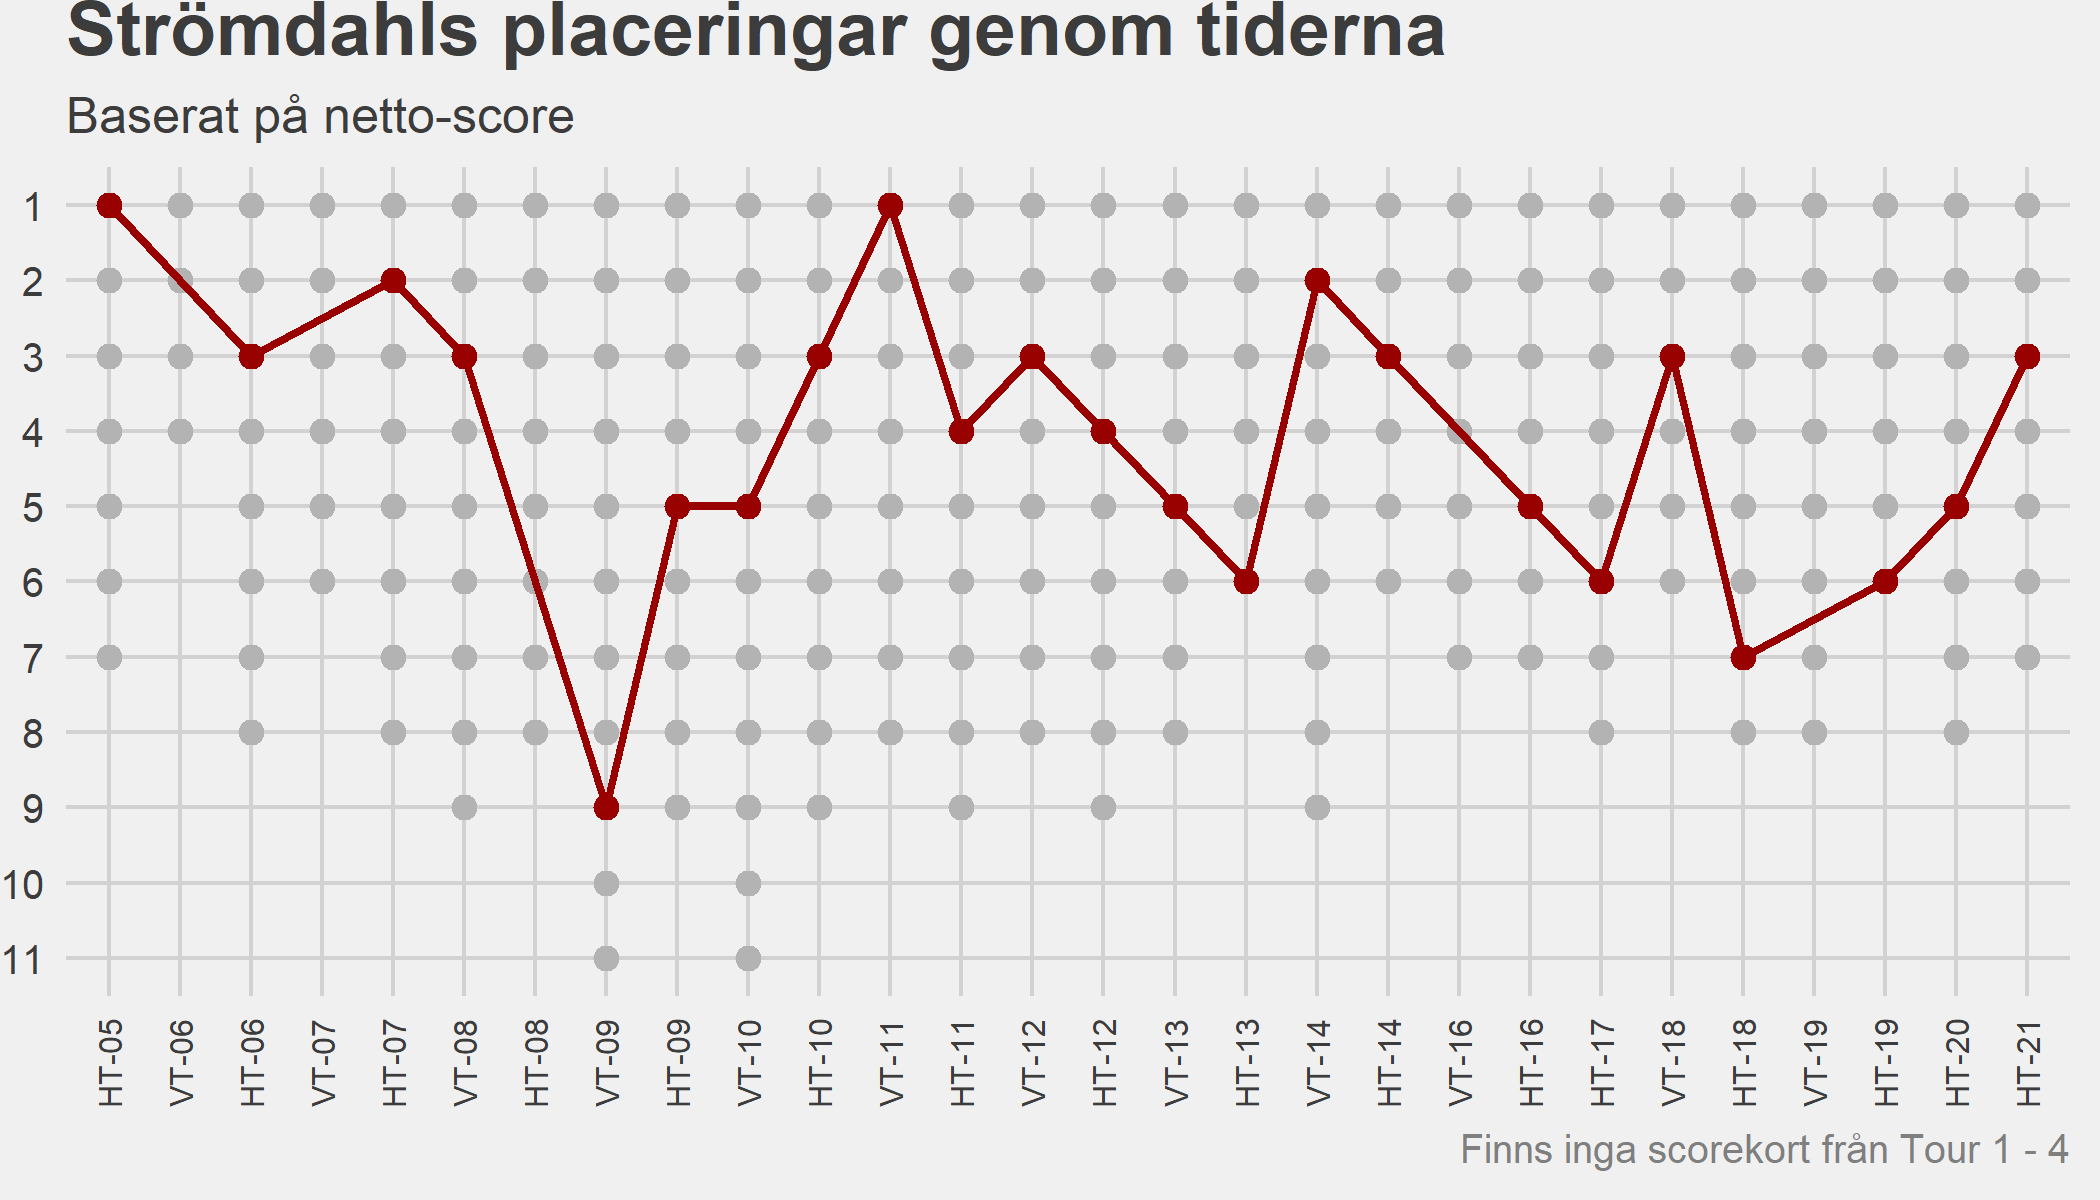 Strömdahls placeringar genom tiderna
Baserat på netto-score
1
2
3
4
5
6
7
8
9
10
11
HT-05
VT-06
HT-06
VT-07
HT-07
VT-08
HT-08
VT-09
HT-09
VT-10
HT-10
VT-11
HT-11
VT-12
HT-12
VT-13
HT-13
VT-14
HT-14
VT-16
HT-16
HT-17
VT-18
HT-18
VT-19
HT-19
HT-20
HT-21
Finns inga scorekort från Tour 1 - 4